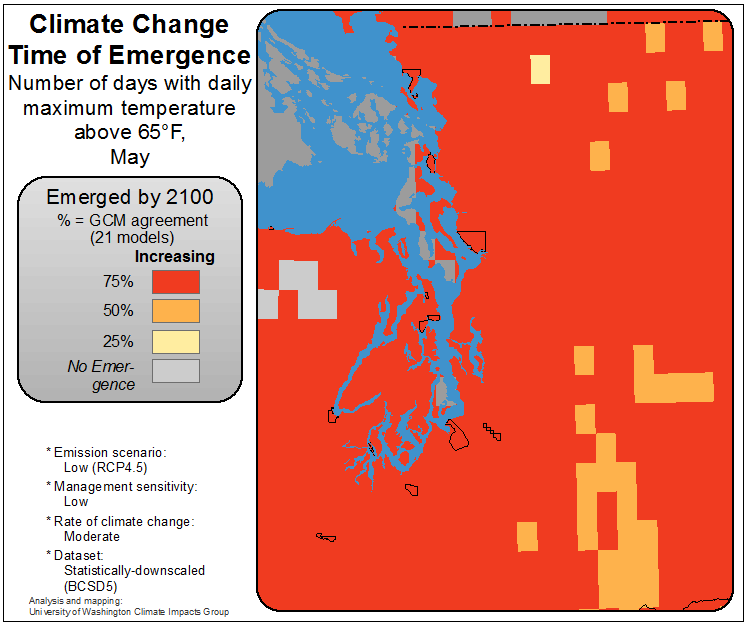 Climate Change
Time of Emergence
Number of days with daily
maximum temperature
above 65°F,
May
Emerged by 2100
% = GCM agreement
(21 models)
Increasing
75%
50%
25%
No Emer-
gence
* Emission scenario:
Low (RCP4.5)
* Management sensitivity:
Low
* Rate of climate change:
Moderate
* Dataset:
Statistically-downscaled
(BCSD5)
Analysis and mapping:
University of Washington Climate Impacts Group